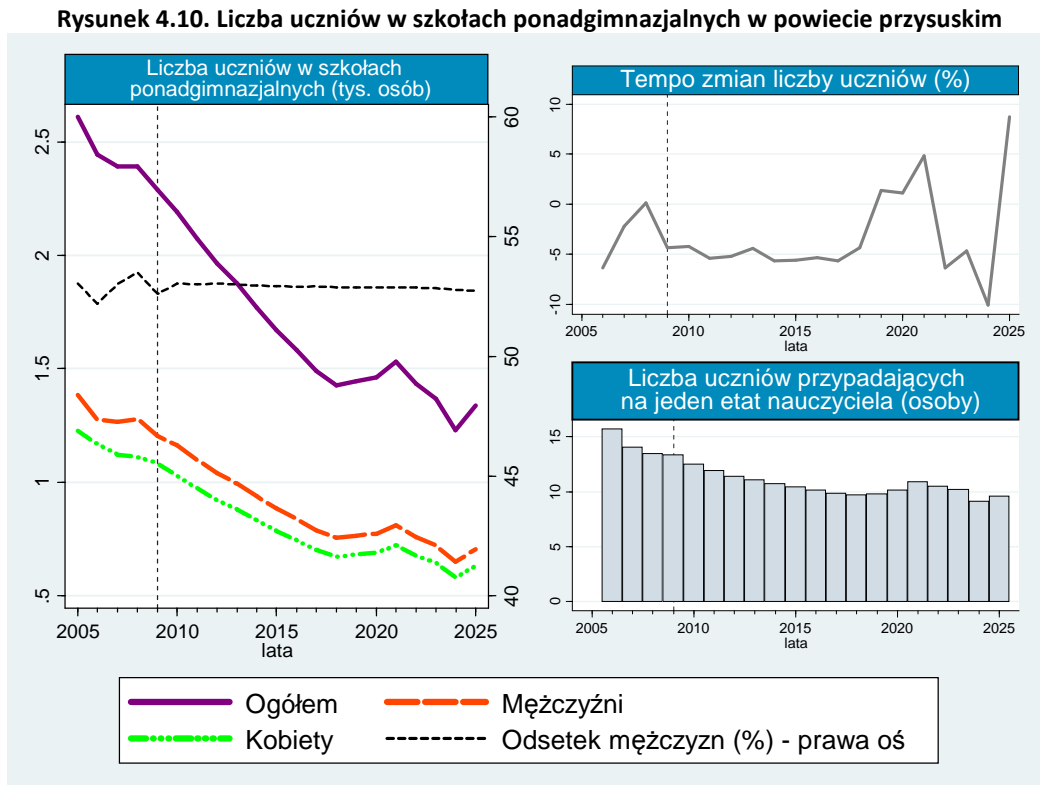 Rysunek 4.10. Liczba uczniów w szkołach ponadgimnazjalnych w powiecie przysuskim
Liczba uczniów w szkołach
ponadgimnazjalnych (tys. osób)
2.5
2
1.5
1
.5
60
55
50
45
40
2005 2010 2015 2020 2025
lata
Tempo zmian liczby uczniów (%)
10
5
0
-5
-10
2005 2010 2015 2020 2025
lata
Liczba uczniów przypadających
na jeden etat nauczyciela (osoby)
15
10
5
0
2005 2010 2015 2020 2025
lata
Ogółem Mężczyźni
Kobiety Odsetek mężczyzn (%) - prawa oś